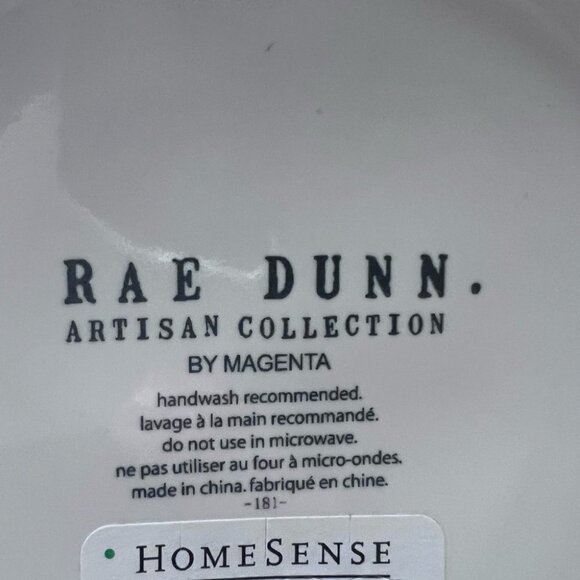 RAE DUNN.
ARTISAN COLLECTION
BY MAGENTA
handwash recommended.
lavage à la main recommandé.
do not use in microwave.
ne pas utiliser au four à micro-ondes.
made in china. fabriqué en chine.
-181-
HOMESENSE